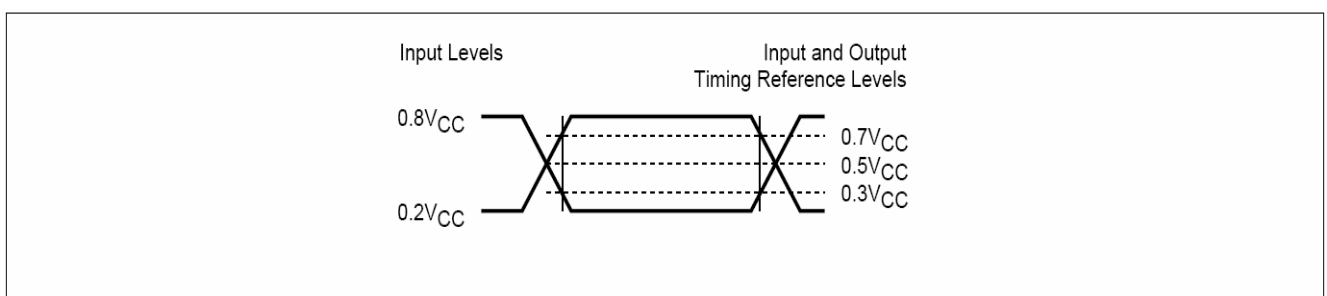 Input Levels
Input and Output
Timing Reference Levels
0.8VCC
0.7VCC
0.5VCC
0.3VCC
0.2VCC